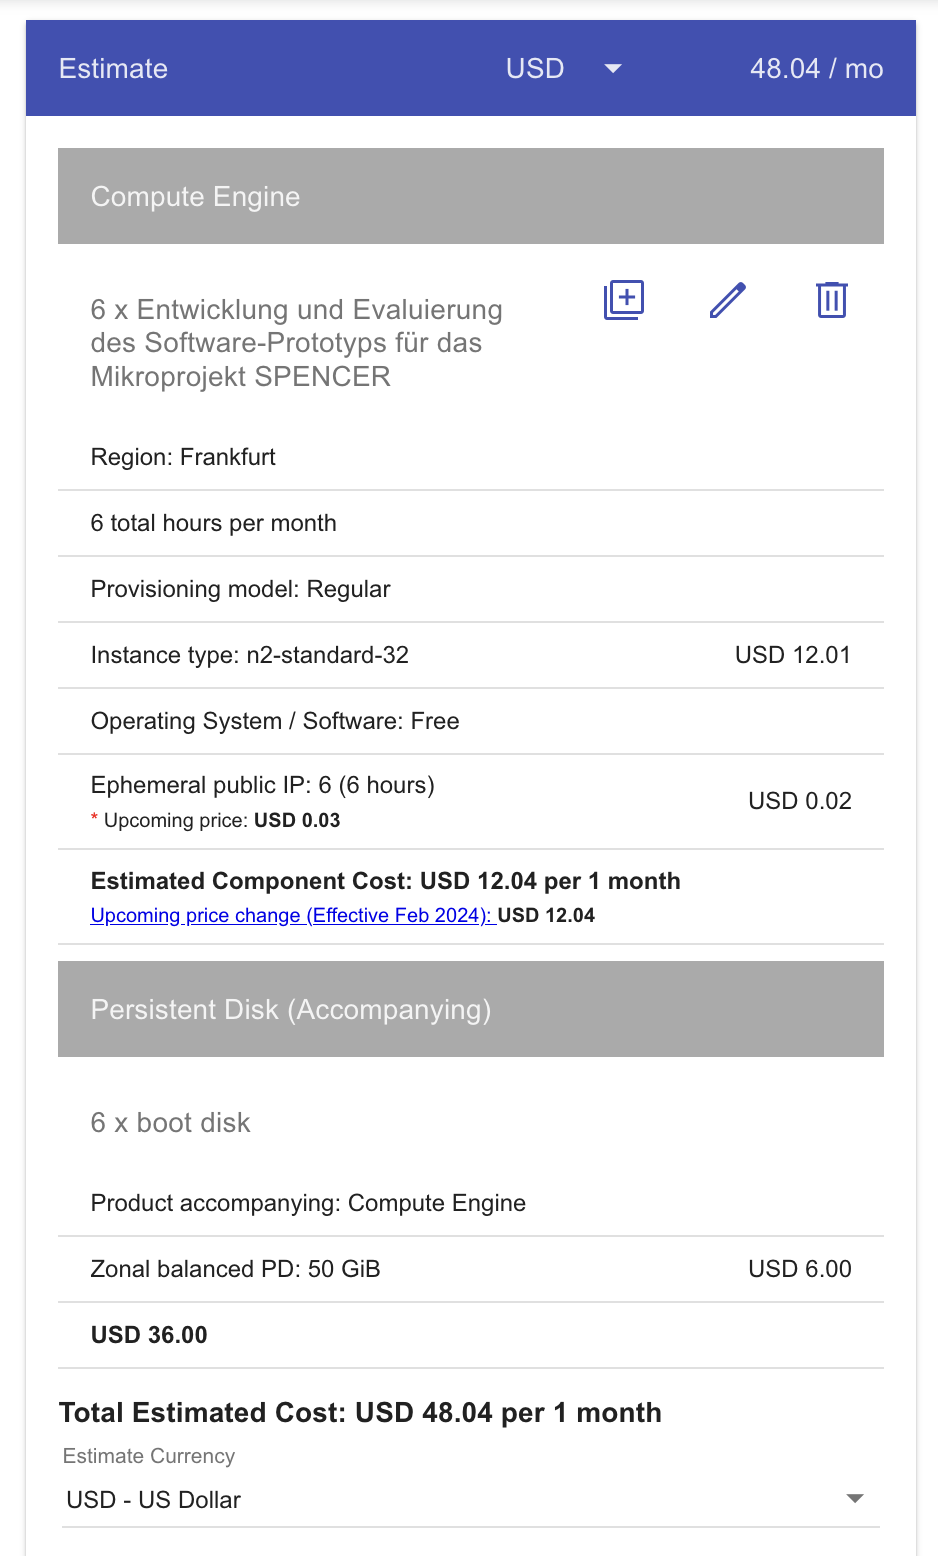 Estimate USD 48.04 / mo
Compute Engine
6 x Entwicklung und Evaluierung
des Software-Prototyps für das
Mikroprojekt SPENCER
Region: Frankfurt
6 total hours per month
Provisioning model: Regular
Instance type: n2-standard-32 USD 12.01
Operating System / Software: Free
Ephemeral public IP: 6 (6 hours) USD 0.02
* Upcoming price: USD 0.03
Estimated Component Cost: USD 12.04 per 1 month
Upcoming price change (Effective Feb 2024): USD 12.04
Persistent Disk (Accompanying)
6 x boot disk
Product accompanying: Compute Engine
Zonal balanced PD: 50 GiB USD 6.00
USD 36.00
Total Estimated Cost: USD 48.04 per 1 month
Estimate Currency
USD - US Dollar